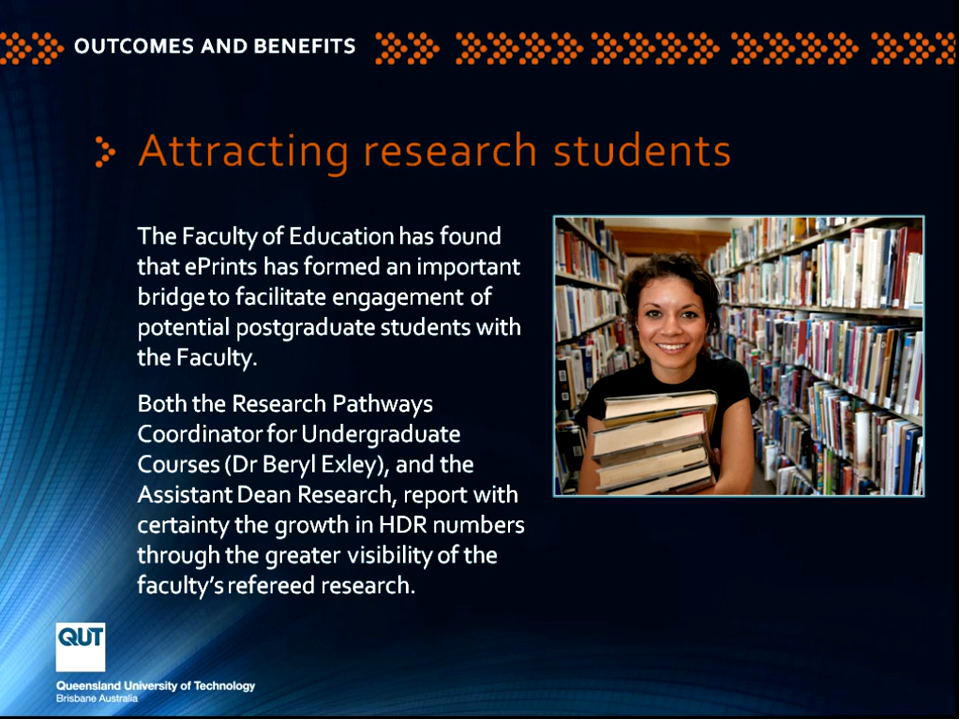 OUTCOMES AND BENEFITS
Attracting research students
The Faculty of Education has found
that ePrints has formed an important
bridge to facilitate engagement of
potential postgraduate students with
the Faculty.
Both the Research Pathways
Coordinator for Undergraduate
Courses (Dr Beryl Exley), and the
Assistant Dean Research, report with
certainty the growth in HDR numbers
through the greater visibility of the
faculty's refereed research.
QUT
Queensland University of Technology
Brisbane Australia